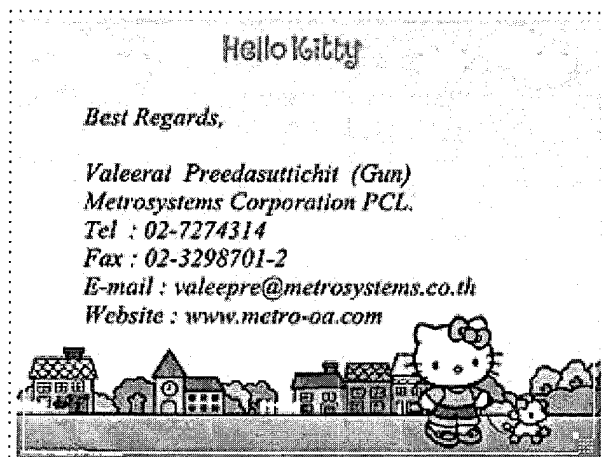 Hello Kitty
Best Regards,
Valeerat Preedasuttichit (Gun)
Metrosystems Corporation PCL.
Tel : 02-7274314
Fax : 02-3298701-2
E-mail : valeepre@metrosystems.co.th
Website : www.metro-oa.com